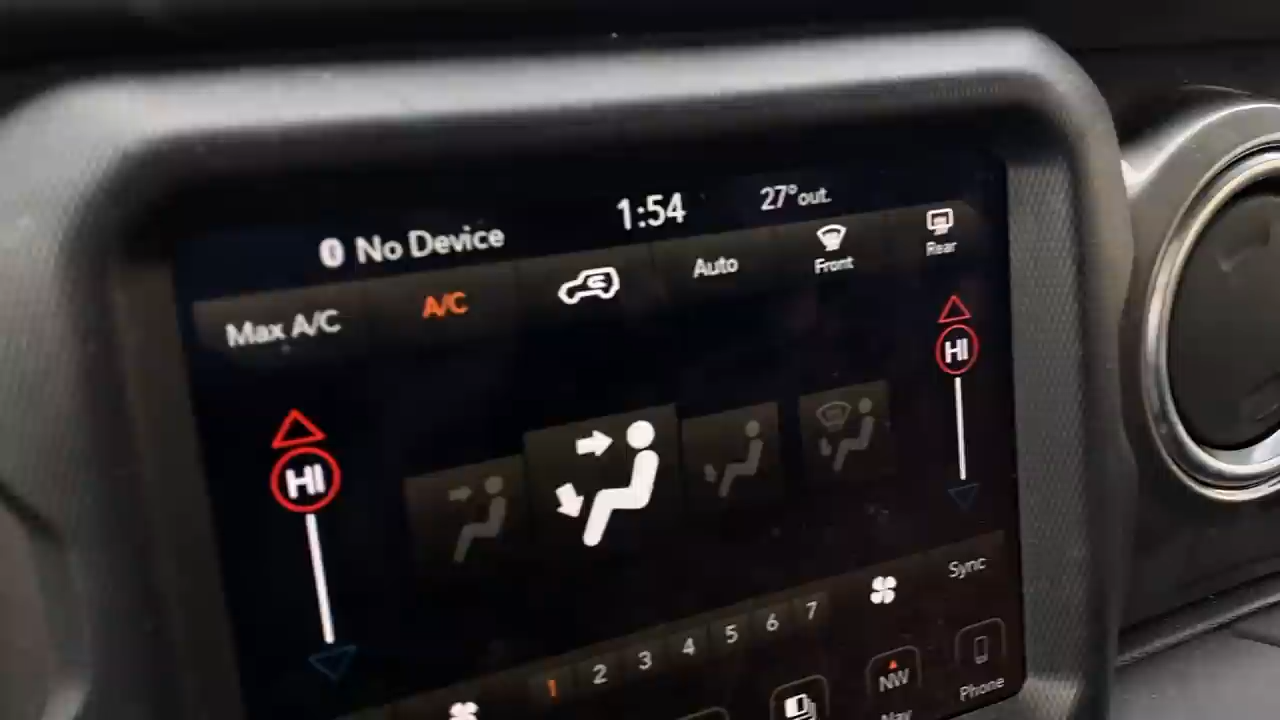 No Device
1:54
27° out.
Max A/C
A/C
Auto
Front
Rear
HI
HI
Sync
1 2 3 4 5 6 7
NW
Nav
Phone